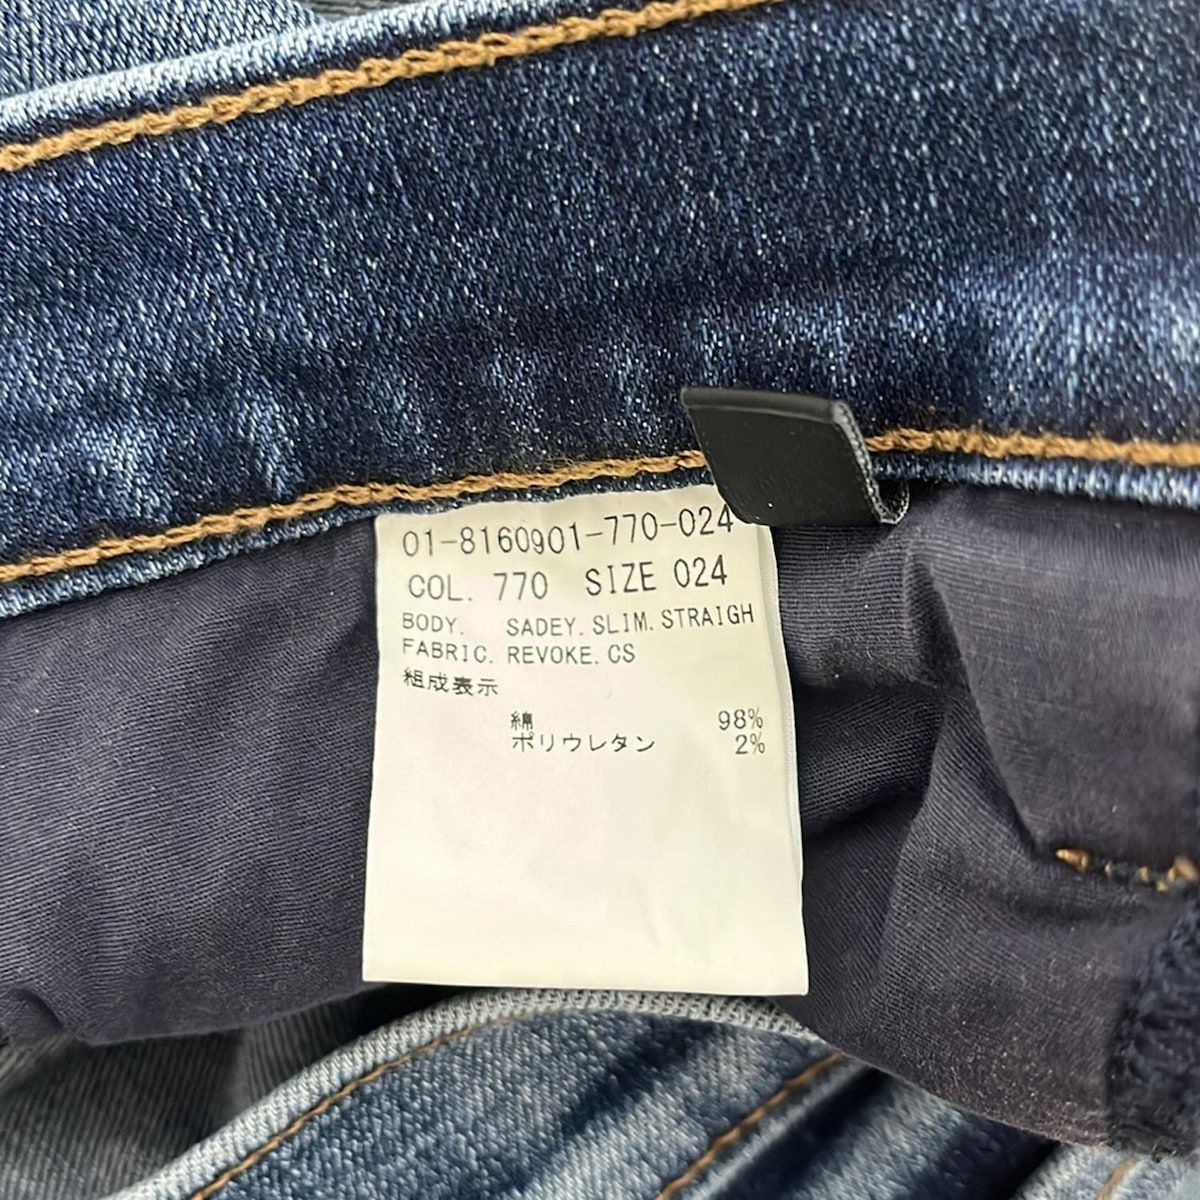 01-8160901-770-024
COL. 770 SIZE 024
BODY. SADEY.SLIM.STRAIGH
FABRIC. REVOKE.CS
組成表示
綿 98%
ポリウレタン 2%